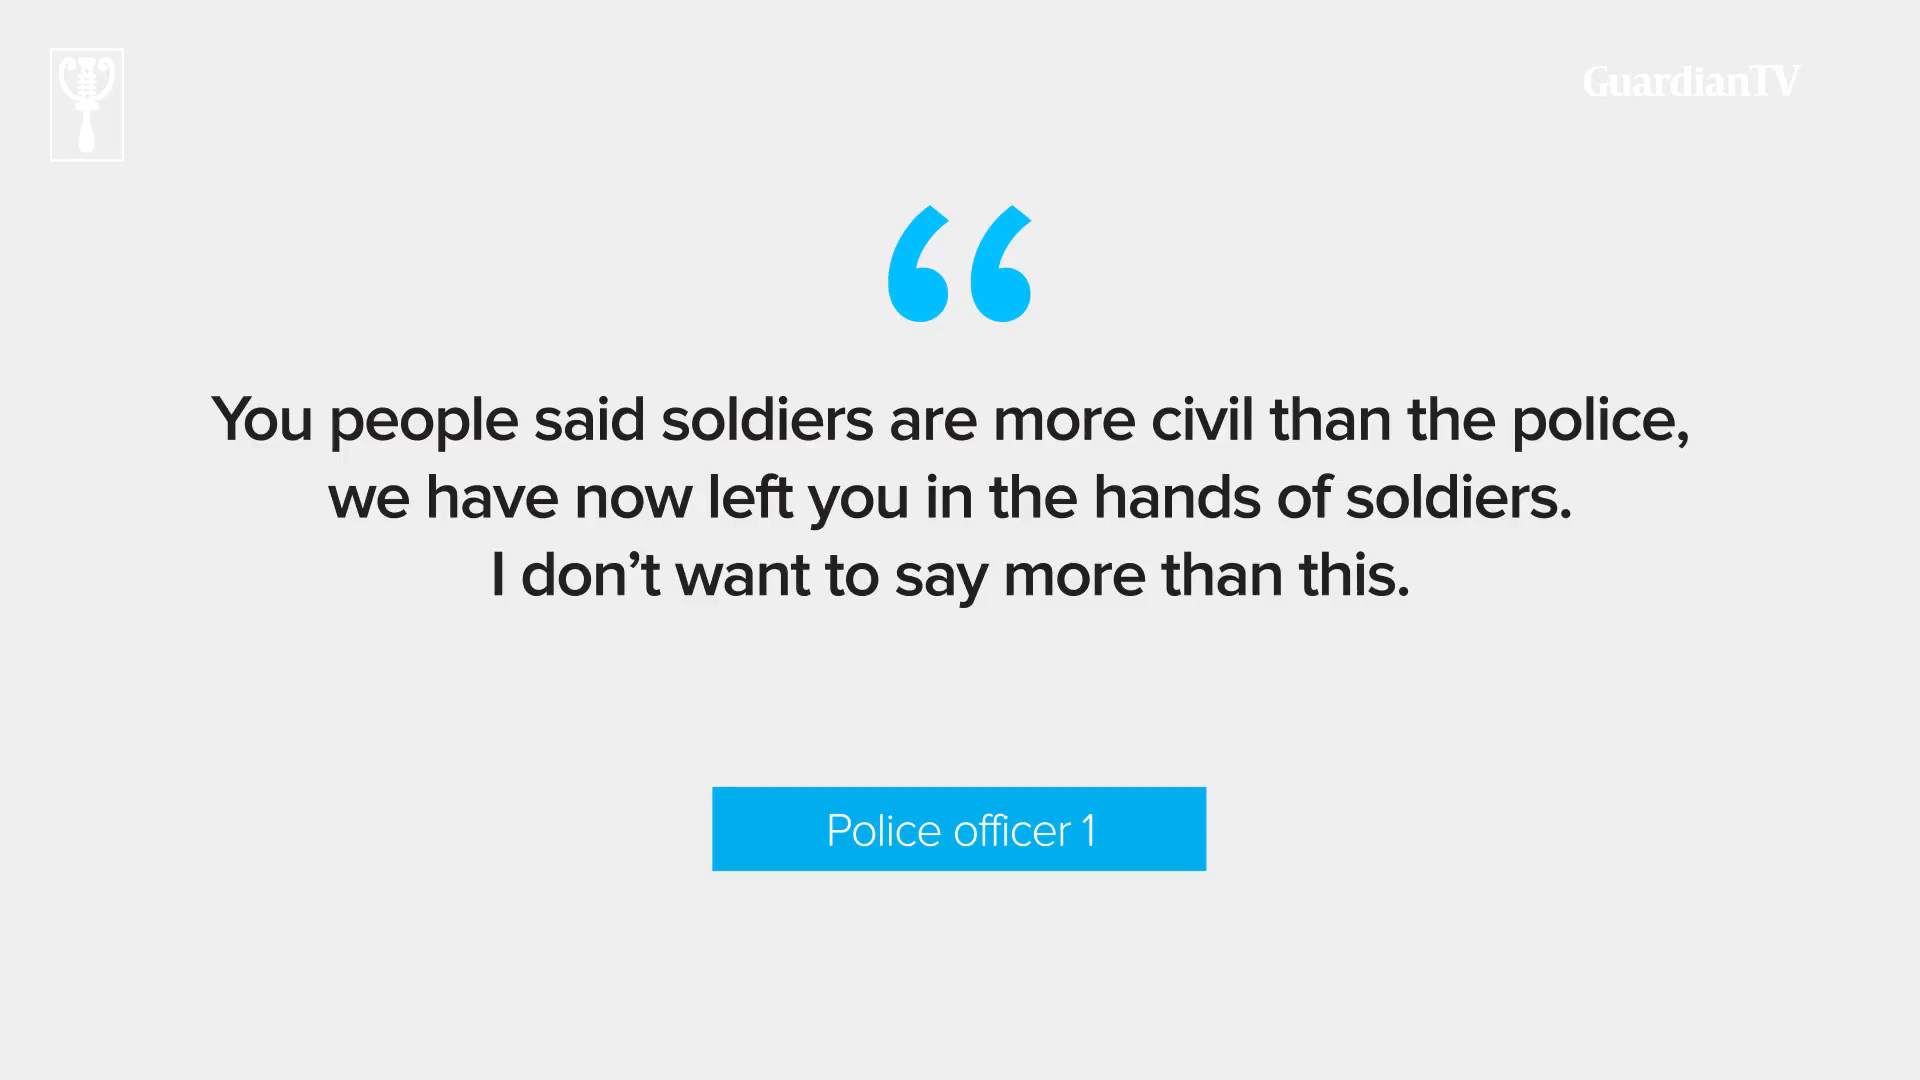 GuardianTV
“
You people said soldiers are more civil than the police,
we have now left you in the hands of soldiers.
I don’t want to say more than this.
Police officer 1